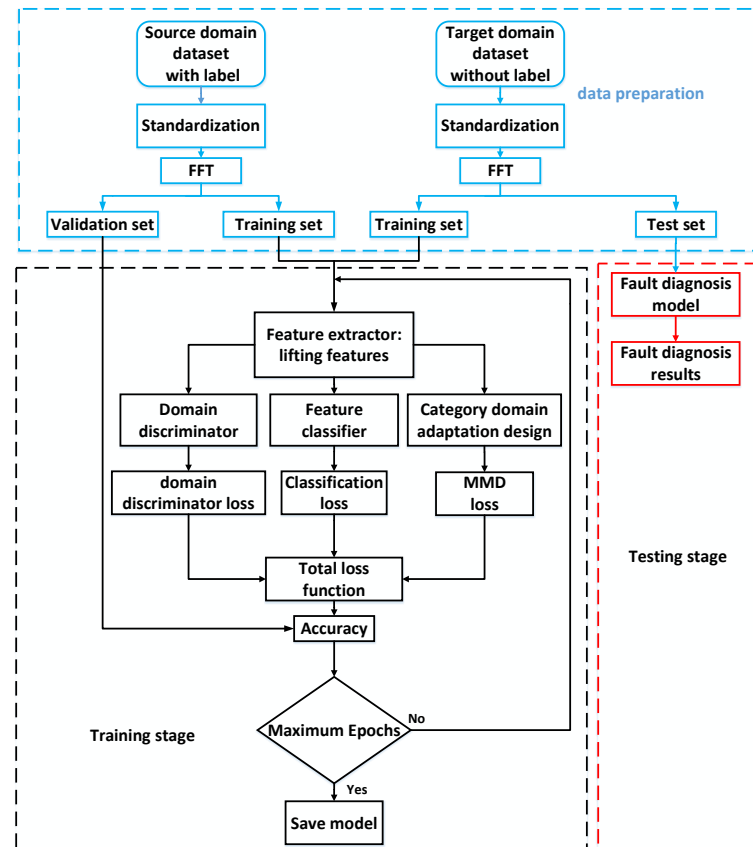 Source domain
dataset
with label
Target domain
dataset
without label
data preparation
Standardization
Standardization
FFT
FFT
Validation set
Training set
Training set
Test set
Fault diagnosis
model
Fault diagnosis
results
Feature extractor:
lifting features
Domain
discriminator
Feature
classifier
Category domain
adaptation design
domain
discriminator loss
Classification
loss
MMD
loss
Testing stage
Total loss
function
Accuracy
Maximum Epochs
No
Training stage
Yes
Save model